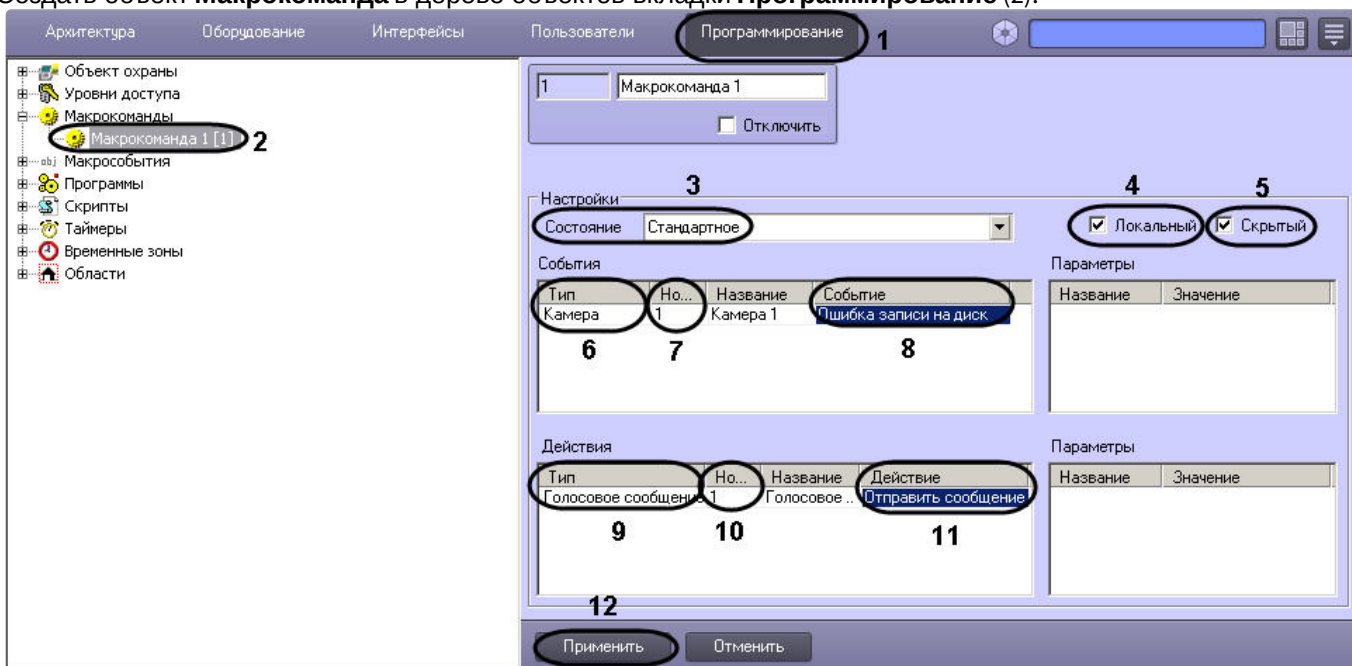 Создать объект Макрокоманда в дерево объектов вкладки Программирование (2).
Архитектура Оборудование Интерфейсы Пользователи Программирование 1
Объект охраны
Уровни доступа
Макрокоманды
Макрокоманда 1 [1] 2
obj Макрособытия
Программы
Скрипты
Таймеры
Временные зоны
Области
1 Макрокоманда 1
Отключить
3 4 5
Настройки
Состояние Стандартное Локальный Скрытый
События Параметры
Тип Но... Название Событие Название Значение
Камера 1 Камера 1 Ошибка записи на диск
6 7 8
Действия Параметры
Тип Но... Название Действие Название Значение
Голосовое сообщение 1 Голосовое .. Отправить сообщение
9 10 11
12
Применить Отменить